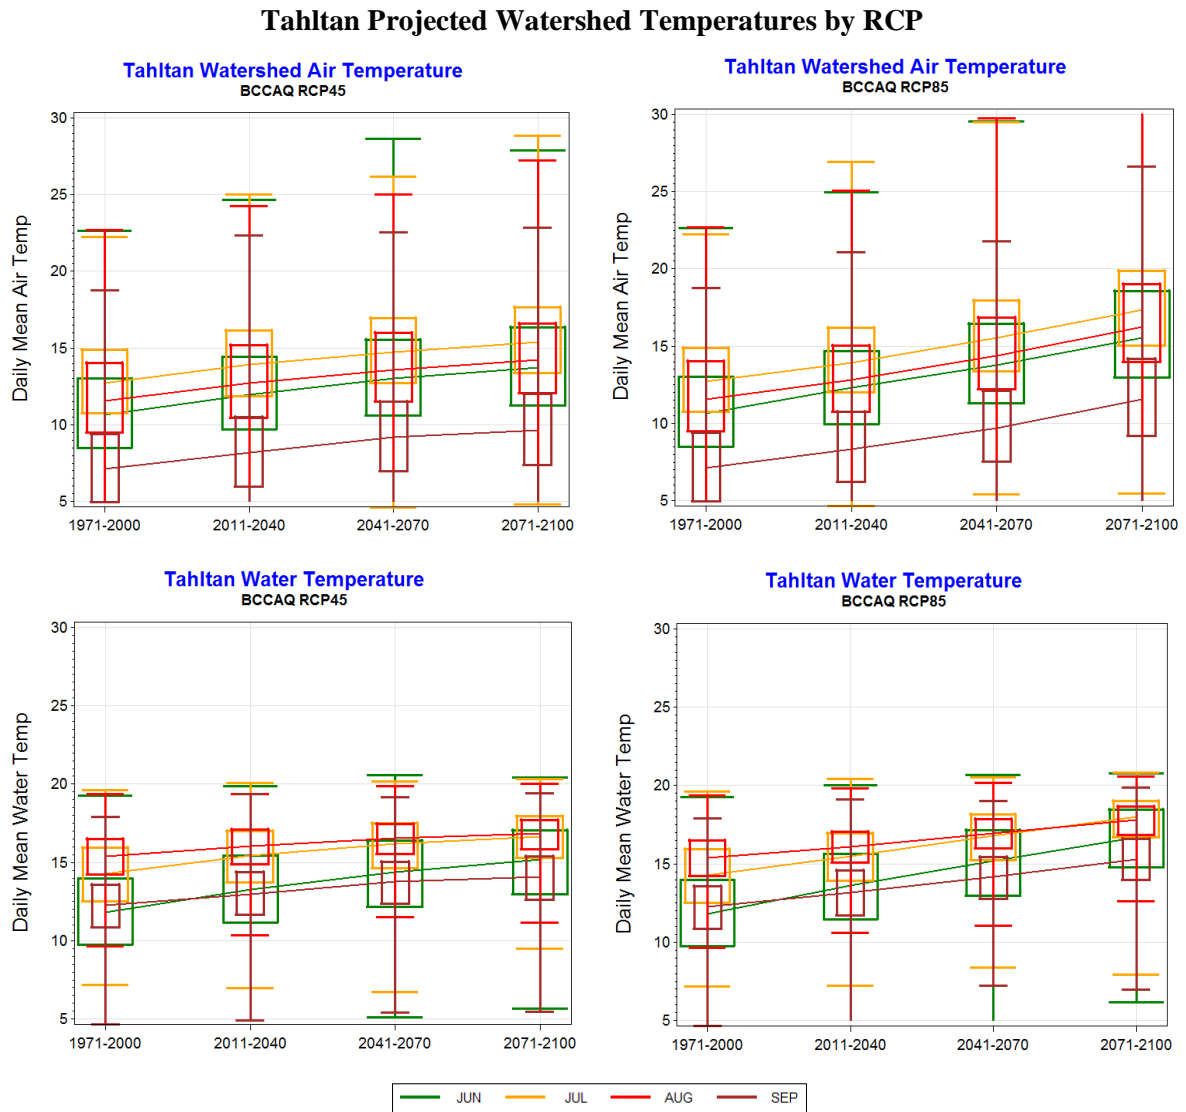 Tahltan Projected Watershed Temperatures by RCP
Tahltan Watershed Air Temperature
BCCAQ RCP45
Daily Mean Air Temp
30
25
20
15
10
5
1971-2000 2011-2040 2041-2070 2071-2100
Tahltan Watershed Air Temperature
BCCAQ RCP85
Daily Mean Air Temp
30
25
20
15
10
5
1971-2000 2011-2040 2041-2070 2071-2100
Tahltan Water Temperature
BCCAQ RCP45
Daily Mean Water Temp
30
25
20
15
10
5
1971-2000 2011-2040 2041-2070 2071-2100
Tahltan Water Temperature
BCCAQ RCP85
Daily Mean Water Temp
30
25
20
15
10
5
1971-2000 2011-2040 2041-2070 2071-2100
JUN JUL AUG SEP